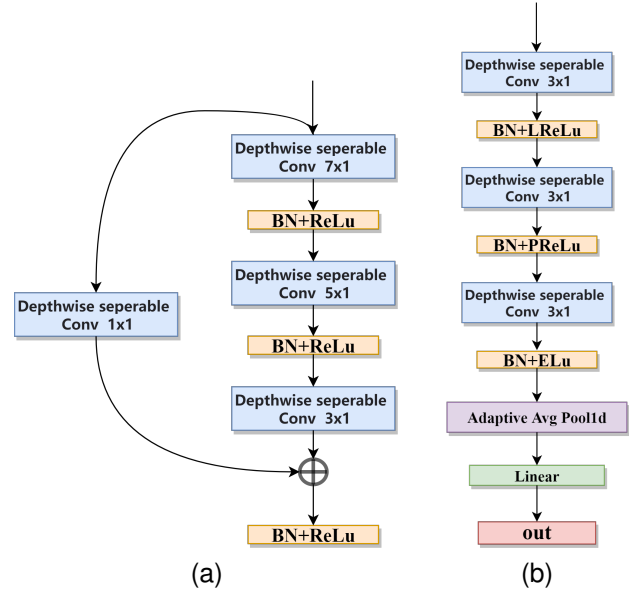 Depthwise seperable
Conv 7x1
BN+ReLu
Depthwise seperable
Conv 5x1
Depthwise seperable
Conv 1x1
BN+ReLu
Depthwise seperable
Conv 3x1
BN+ReLu
(a)
Depthwise seperable
Conv 3x1
BN+LReLu
Depthwise seperable
Conv 3x1
BN+PReLu
Depthwise seperable
Conv 3x1
BN+ELu
Adaptive Avg Pool1d
Linear
out
(b)